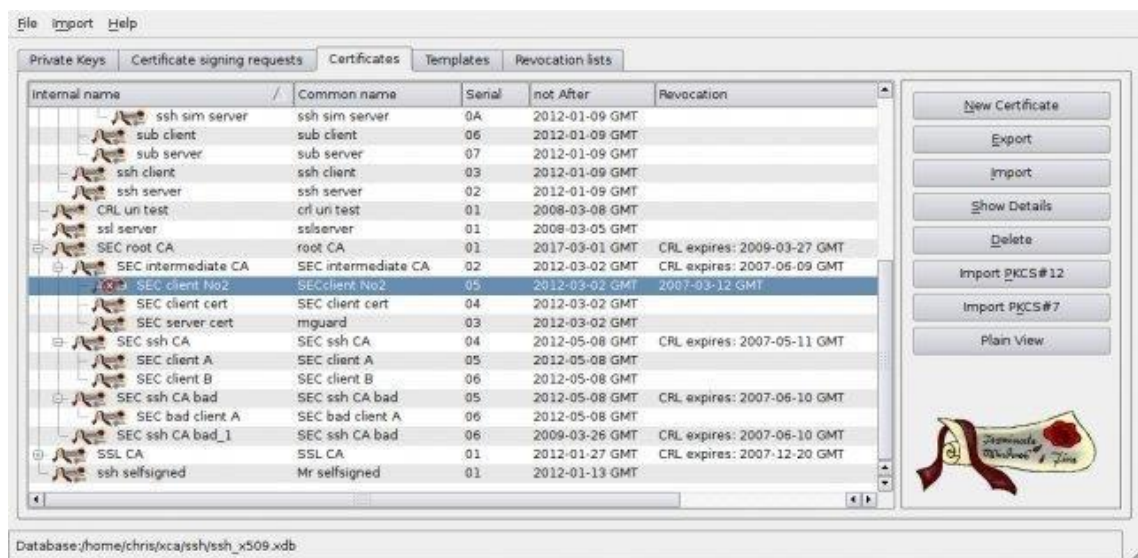 File Import Help
Private Keys Certificate signing requests Certificates Templates Revocation lists
Internal name / Common name Serial not After Revocation
ssh sim server ssh sim server 0A 2012-01-09 GMT
sub client sub client 06 2012-01-09 GMT
sub server sub server 07 2012-01-09 GMT
ssh client ssh client 03 2012-01-09 GMT
ssh server ssh server 02 2012-01-09 GMT
CRL uri test crl uri test 01 2008-03-08 GMT
ssl server sslserver 01 2008-03-05 GMT
SEC root CA root CA 01 2017-03-01 GMT CRL expires: 2009-03-27 GMT
SEC intermediate CA SEC intermediate CA 02 2012-03-02 GMT CRL expires: 2007-06-09 GMT
SEC client No2 SECclient No2 05 2012-03-02 GMT 2007-03-12 GMT
SEC client cert SEC client cert 04 2012-03-02 GMT
SEC server cert mguard 03 2012-03-02 GMT
SEC ssh CA SEC ssh CA 04 2012-05-08 GMT CRL expires: 2007-05-11 GMT
SEC client A SEC client A 05 2012-05-08 GMT
SEC client B SEC client B 06 2012-05-08 GMT
SEC ssh CA bad SEC ssh CA bad 05 2012-05-08 GMT CRL expires: 2007-06-10 GMT
SEC bad client A SEC bad client A 06 2012-05-08 GMT
SEC ssh CA bad_1 SEC ssh CA bad 06 2009-03-26 GMT CRL expires: 2007-06-10 GMT
SSL CA SSL CA 01 2012-01-27 GMT CRL expires: 2007-12-20 GMT
ssh selfsigned Mr selfsigned 01 2012-01-13 GMT
New Certificate
Export
Import
Show Details
Delete
Import PKCS#12
Import PKCS#7
Plain View
Database:/home/chris/xca/ssh/ssh_x509.xdb